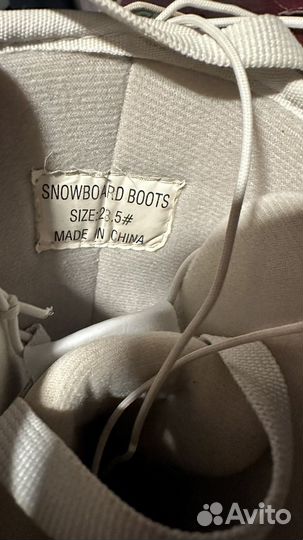 SNOWBOARD BOOTS
SIZE:23.5#
MADE IN CHINA
Avito